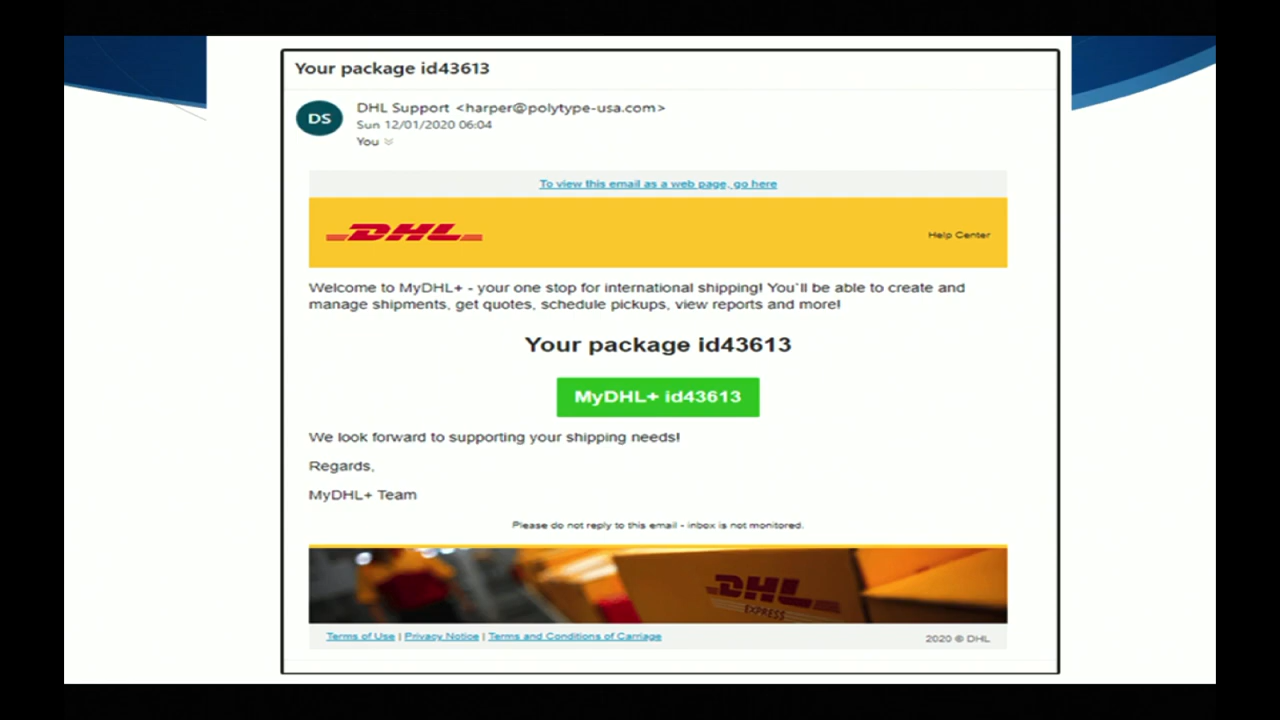 Your package id43613
DS
DHL Support <harper@polytype-usa.com>
Sun 12/01/2020 06:04
You
To view this email as a web page, go here
DHL
Help Center
Welcome to MyDHL+ - your one stop for international shipping! You`ll be able to create and
manage shipments, get quotes, schedule pickups, view reports and more!
Your package id43613
MyDHL+ id43613
We look forward to supporting your shipping needs!
Regards,
MyDHL+ Team
Please do not reply to this email - inbox is not monitored.
DHL
EXPRESS
Terms of Use | Privacy Notice | Terms and Conditions of Carriage
2020 © DHL